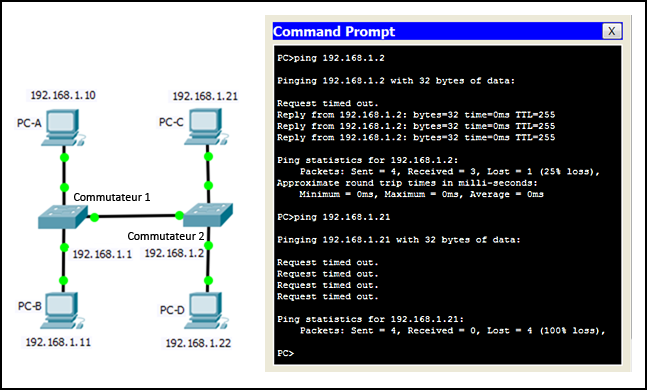 192.168.1.10
192.168.1.21
PC-A
PC-C
Commutateur 1
Commutateur 2
192.168.1.1
192.168.1.2
PC-B
PC-D
192.168.1.11
192.168.1.22
Command Prompt
X
PC>ping 192.168.1.2
Pinging 192.168.1.2 with 32 bytes of data:
Request timed out.
Reply from 192.168.1.2: bytes=32 time=0ms TTL=255
Reply from 192.168.1.2: bytes=32 time=0ms TTL=255
Reply from 192.168.1.2: bytes=32 time=0ms TTL=255
Ping statistics for 192.168.1.2:
Packets: Sent = 4, Received = 3, Lost = 1 (25% loss),
Approximate round trip times in milli-seconds:
Minimum = 0ms, Maximum = 0ms, Average = 0ms
PC>ping 192.168.1.21
Pinging 192.168.1.21 with 32 bytes of data:
Request timed out.
Request timed out.
Request timed out.
Request timed out.
Ping statistics for 192.168.1.21:
Packets: Sent = 4, Received = 0, Lost = 4 (100% loss),
PC>